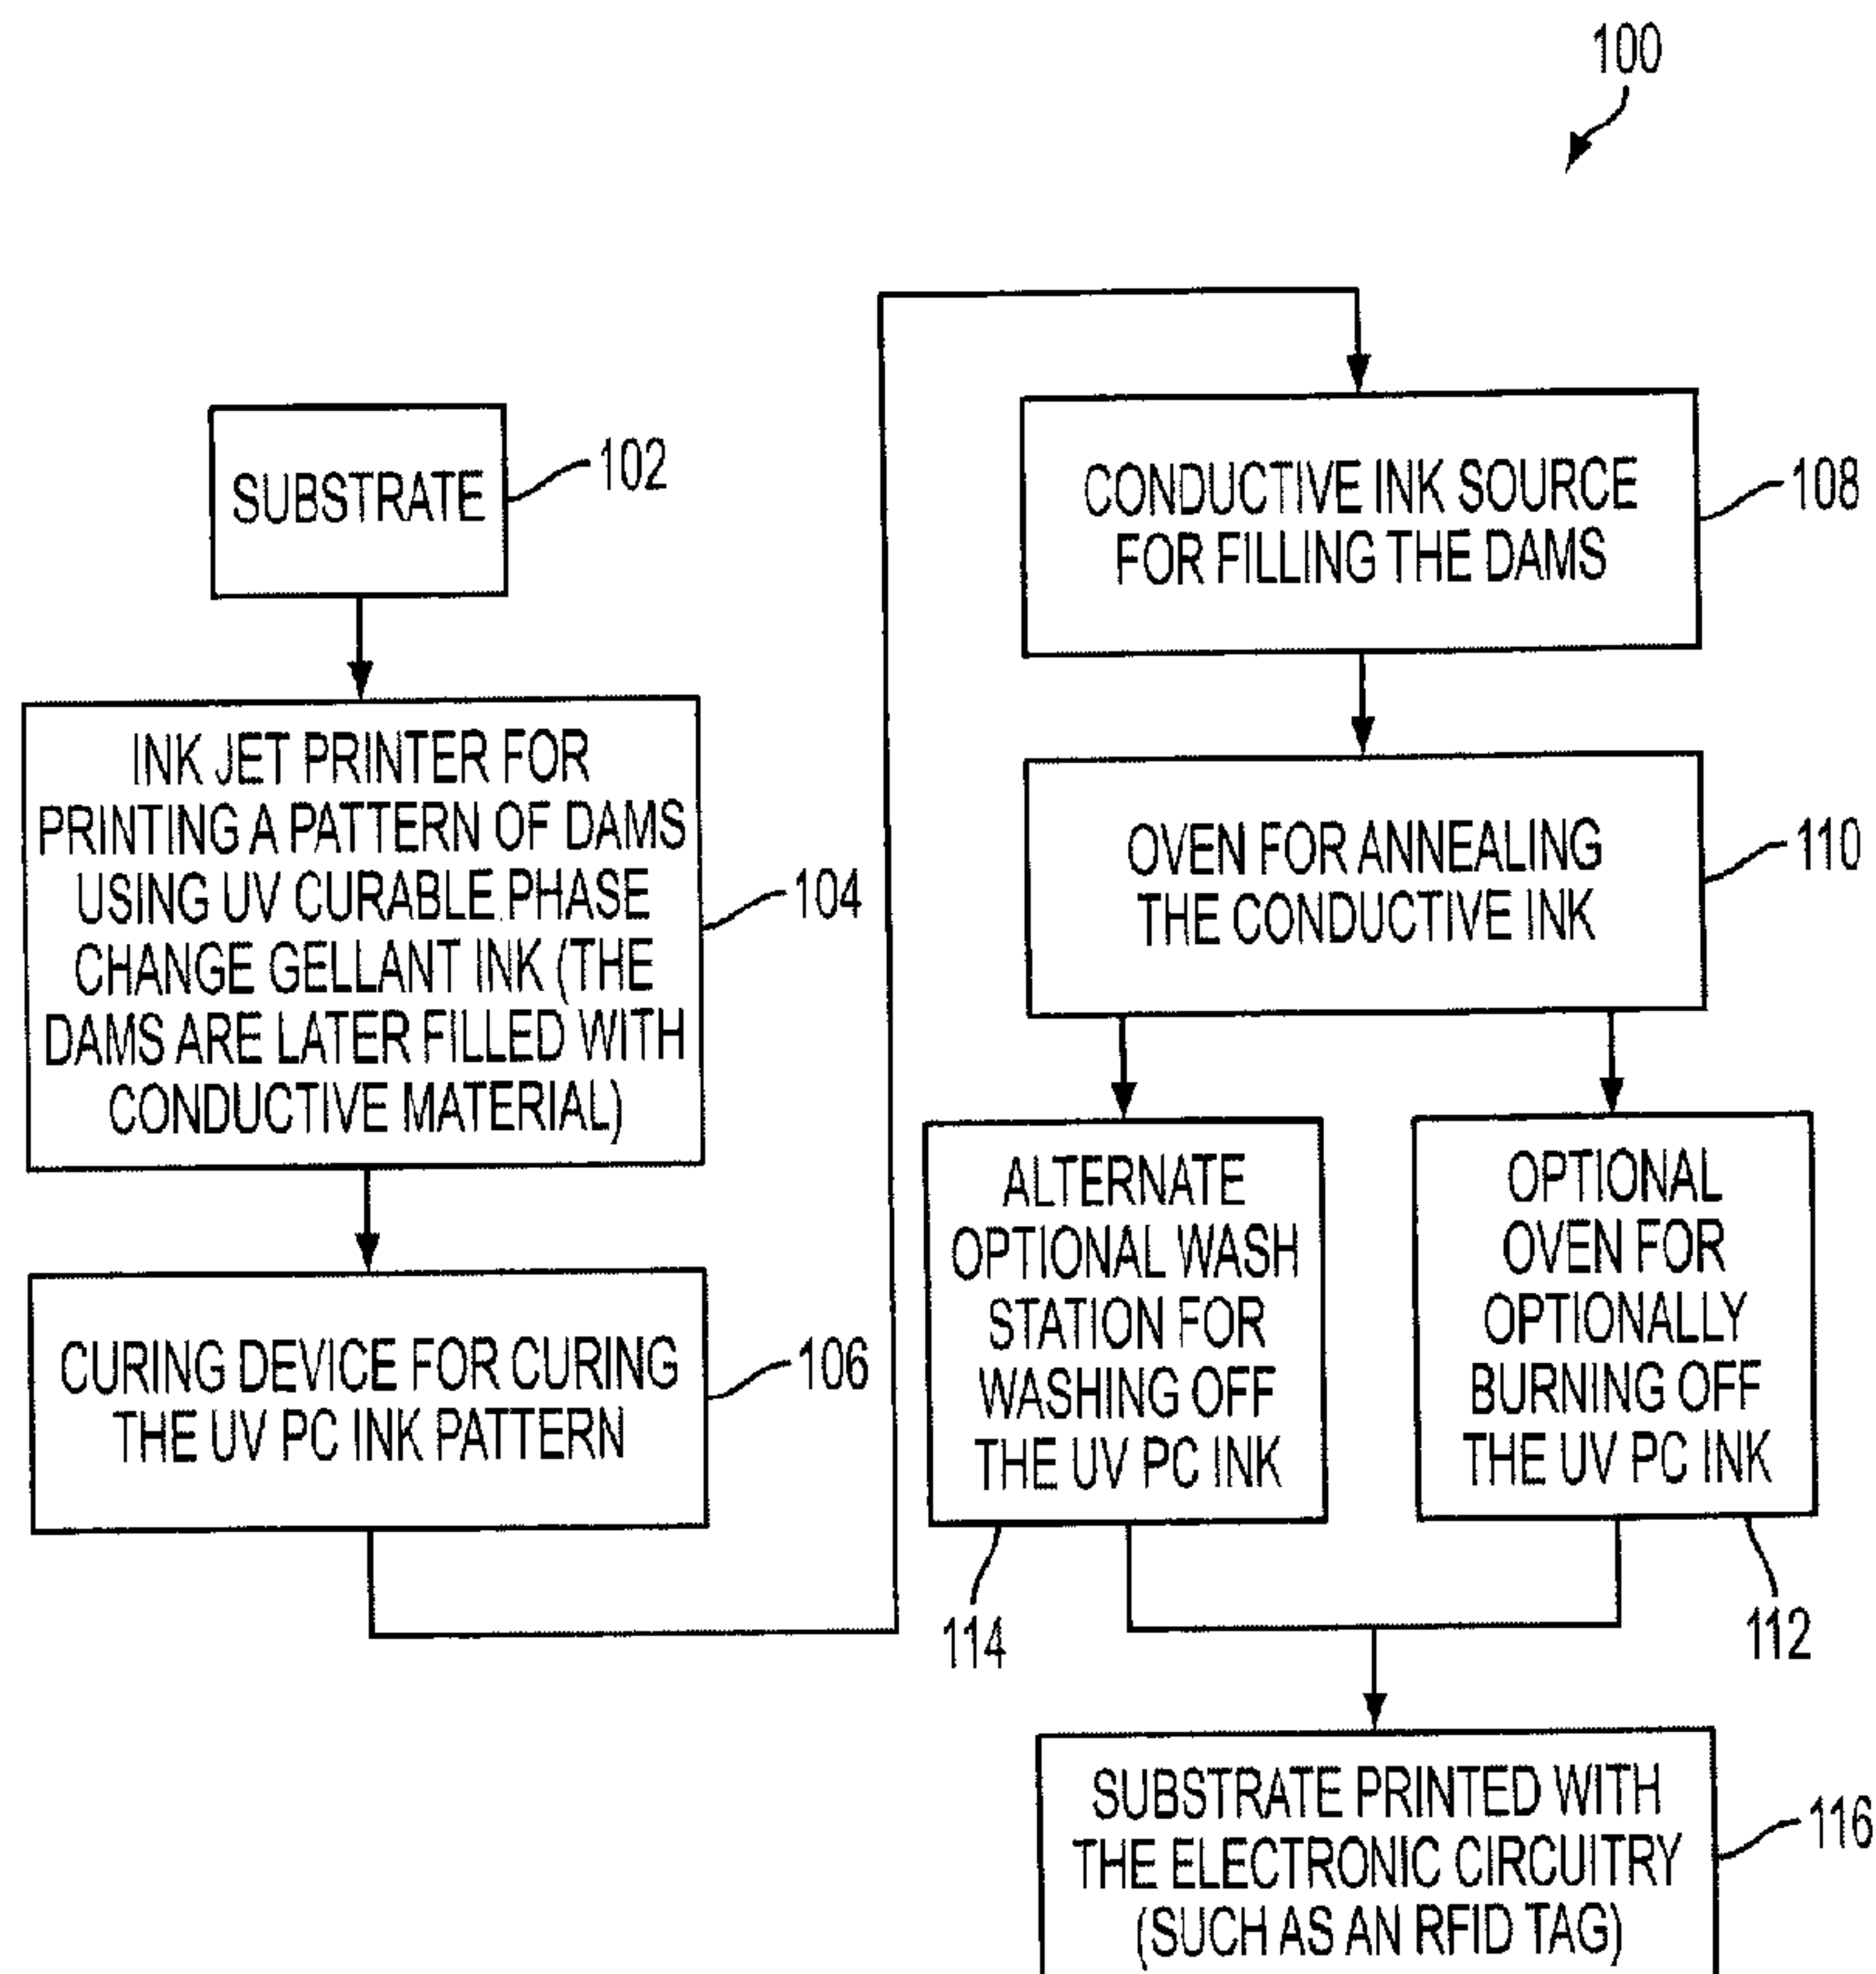 100
SUBSTRATE
102
INK JET PRINTER FOR
PRINTING A PATTERN OF DAMS
USING UV CURABLE PHASE
CHANGE GELLANT INK (THE
DAMS ARE LATER FILLED WITH
CONDUCTIVE MATERIAL)
104
CURING DEVICE FOR CURING
THE UV PC INK PATTERN
106
CONDUCTIVE INK SOURCE
FOR FILLING THE DAMS
108
OVEN FOR ANNEALING
THE CONDUCTIVE INK
110
ALTERNATE
OPTIONAL WASH
STATION FOR
WASHING OFF
THE UV PC INK
114
OPTIONAL
OVEN FOR
OPTIONALLY
BURNING OFF
THE UV PC INK
112
SUBSTRATE PRINTED WITH
THE ELECTRONIC CIRCUITRY
(SUCH AS AN RFID TAG)
116